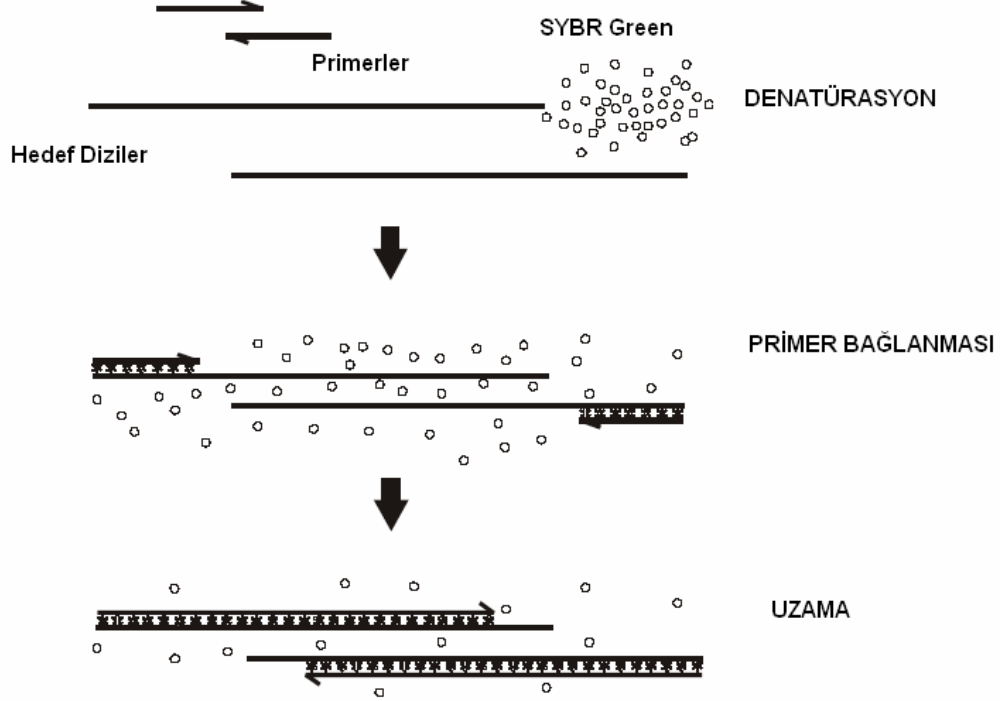 SYBR Green
Primerler
DENATÜRASYON
Hedef Diziler
PRİMER BAĞLANMASI
UZAMA